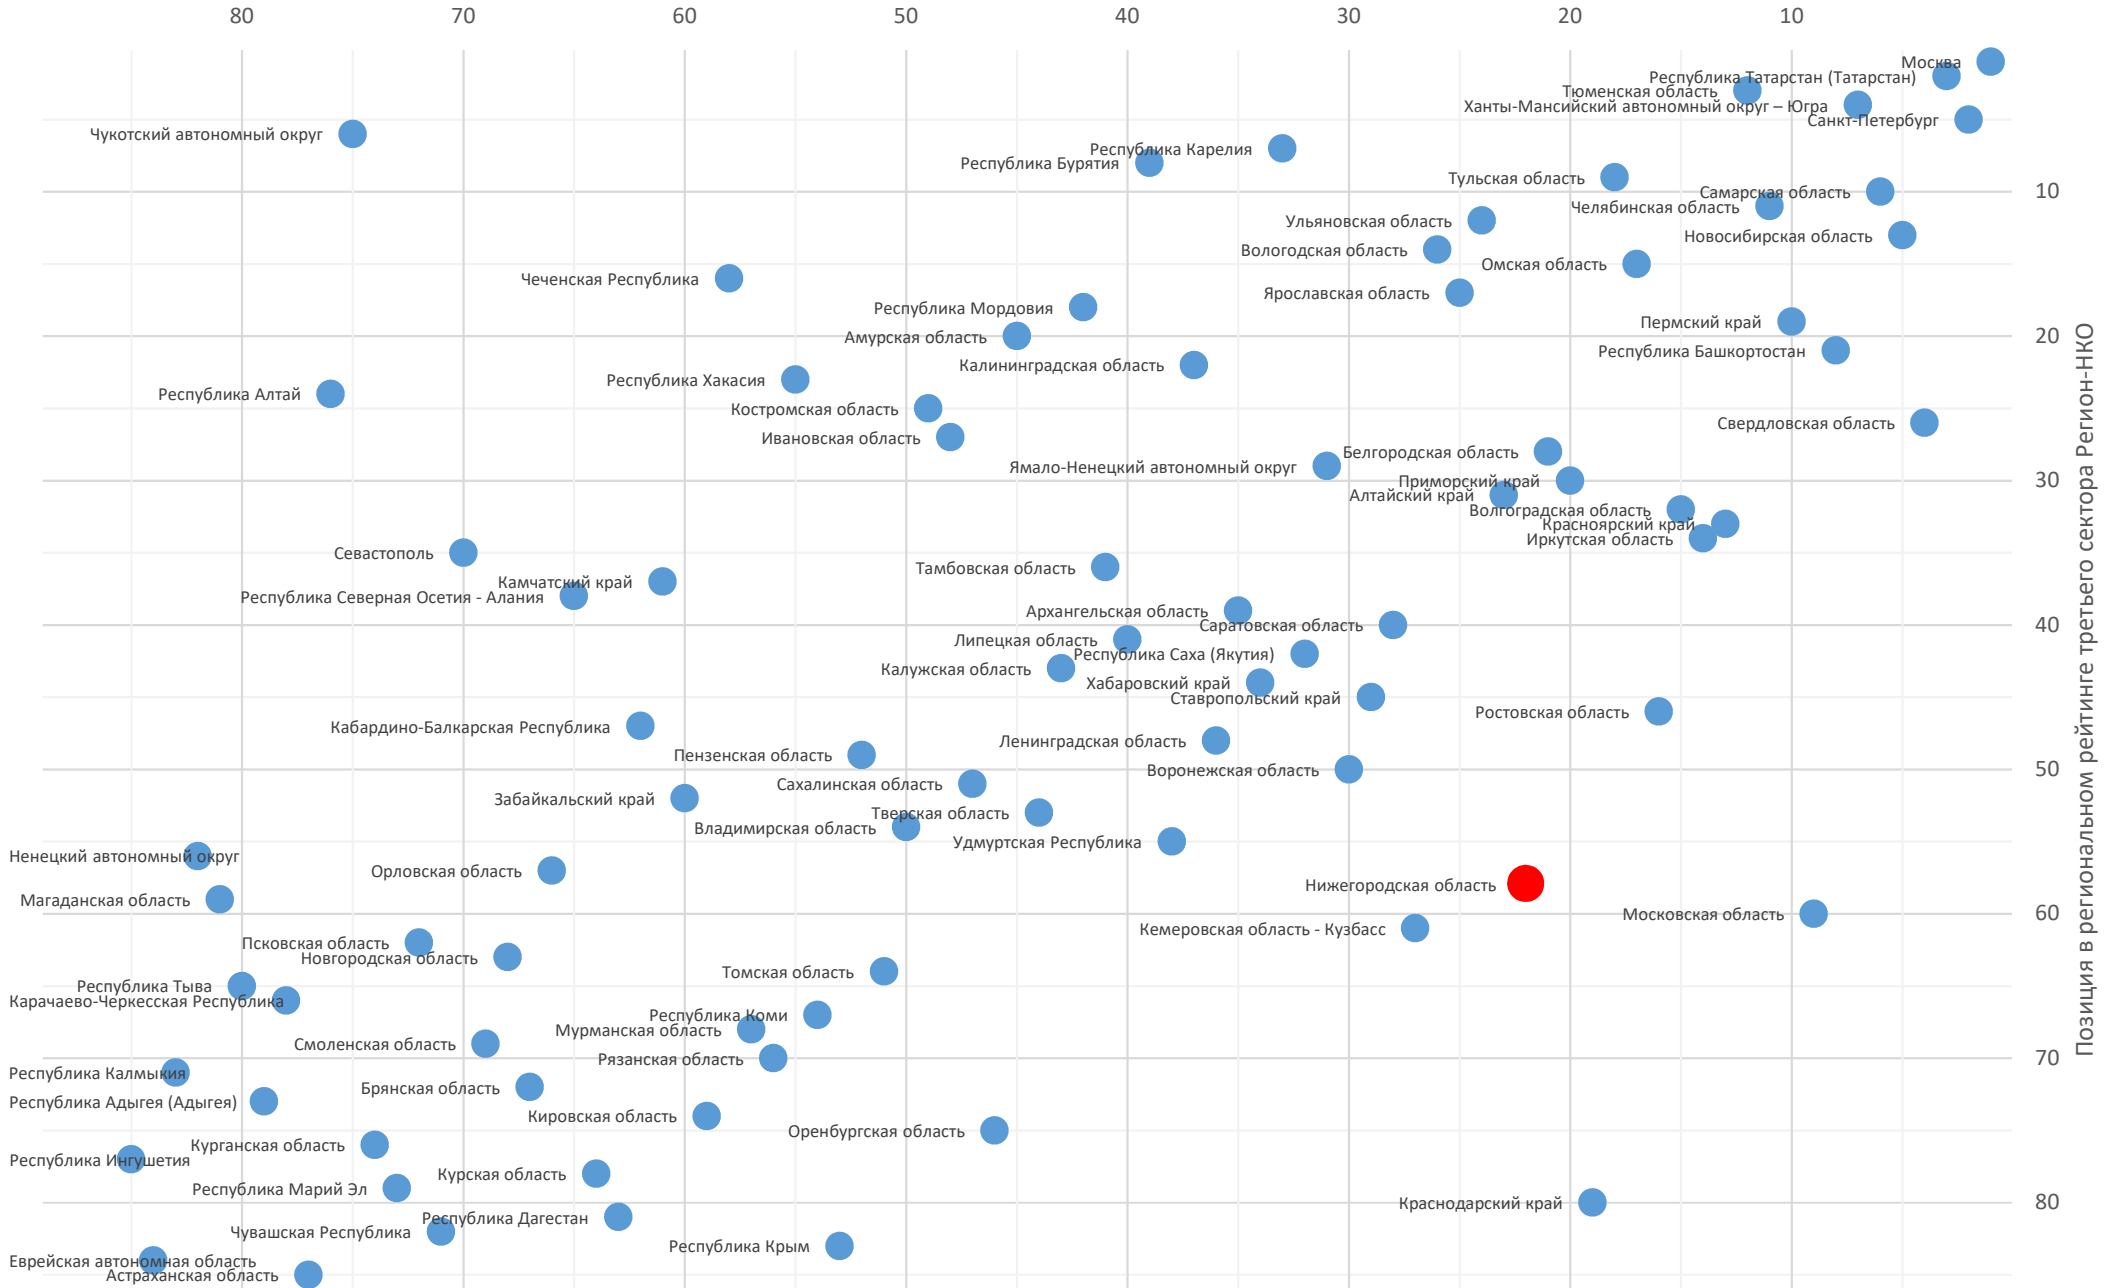 80 70 60 50 40 30 20 10
Москва
Республика Татарстан (Татарстан)
Тюменская область
Ханты-Мансийский автономный округ – Югра
Санкт-Петербург
Чукотский автономный округ
Республика Карелия
Республика Бурятия
Тульская область
Самарская область
10
Челябинская область
Ульяновская область
Новосибирская область
Вологодская область
Омская область
Чеченская Республика
Ярославская область
Республика Мордовия
Пермский край
Амурская область
20
Республика Башкортостан
Калининградская область
Республика Хакасия
Республика Алтай
Костромская область
Свердловская область
Ивановская область
Белгородская область
Ямало-Ненецкий автономный округ
Приморский край
30
Алтайский край
Волгоградская область
Красноярский край
Иркутская область
Севастополь
Тамбовская область
Камчатский край
Республика Северная Осетия - Алания
Архангельская область
Саратовская область
40
Липецкая область
Республика Саха (Якутия)
Калужская область
Хабаровский край
Ставропольский край
Ростовская область
Кабардино-Балкарская Республика
Ленинградская область
Пензенская область
Воронежская область
50
Сахалинская область
Забайкальский край
Тверская область
Владимирская область
Удмуртская Республика
Ненецкий автономный округ
Орловская область
Нижегородская область
Магаданская область
Московская область
60
Кемеровская область - Кузбасс
Псковская область
Новгородская область
Томская область
Республика Тыва
Карачаево-Черкесская Республика
Республика Коми
Мурманская область
Смоленская область
Рязанская область
70
Республика Калмыкия
Брянская область
Республика Адыгея (Адыгея)
Кировская область
Оренбургская область
Курганская область
Республика Ингушетия
Курская область
Республика Марий Эл
Краснодарский край
80
Республика Дагестан
Чувашская Республика
Республика Крым
Еврейская автономная область
Астраханская область
Позиция в региональном рейтинге третьего сектора Регион-НКО